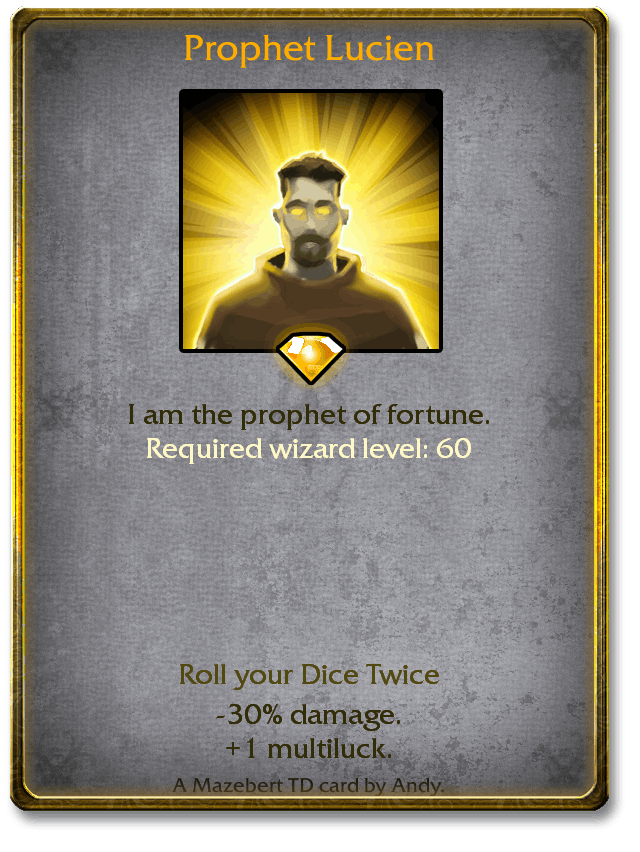 Prophet Lucien
I am the prophet of fortune.
Required wizard level: 60
Roll your Dice Twice
-30% damage.
+1 multiluck.
A Mazebert TD card by Andy.